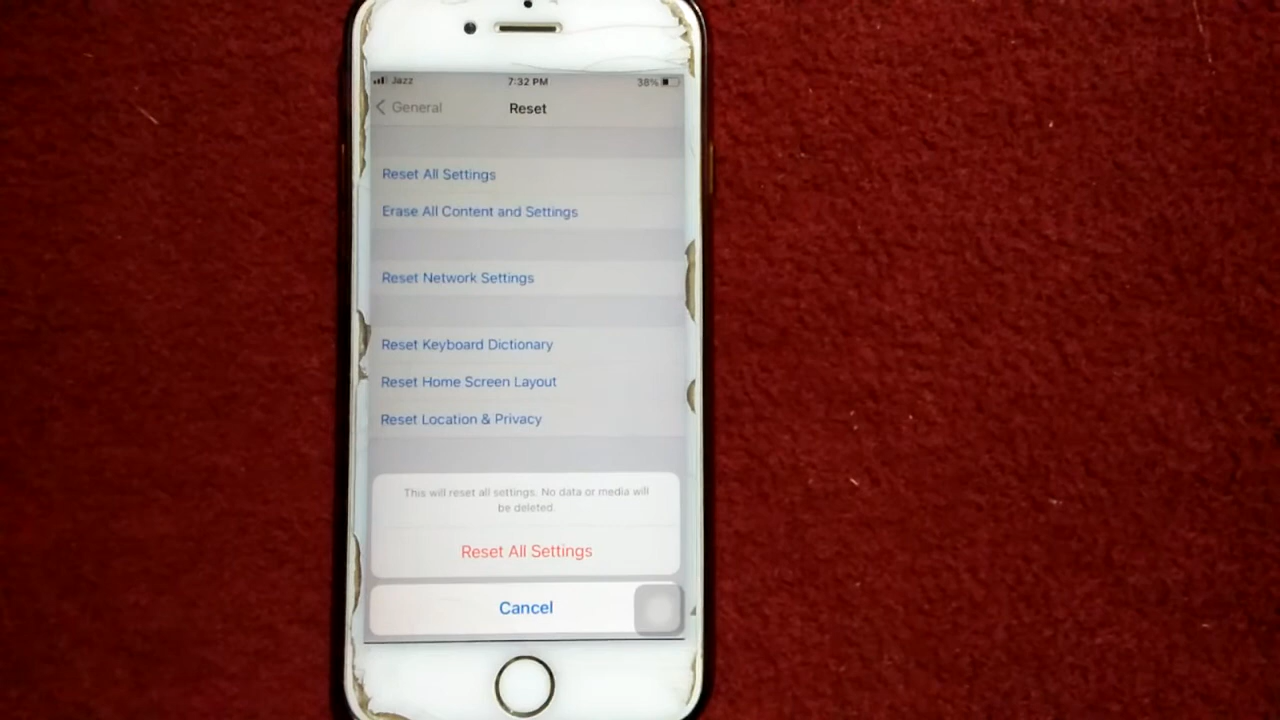 Jazz 7:32 PM 38%
General Reset
Reset All Settings
Erase All Content and Settings
Reset Network Settings
Reset Keyboard Dictionary
Reset Home Screen Layout
Reset Location & Privacy
This will reset all settings. No data or media will
be deleted.
Reset All Settings
Cancel